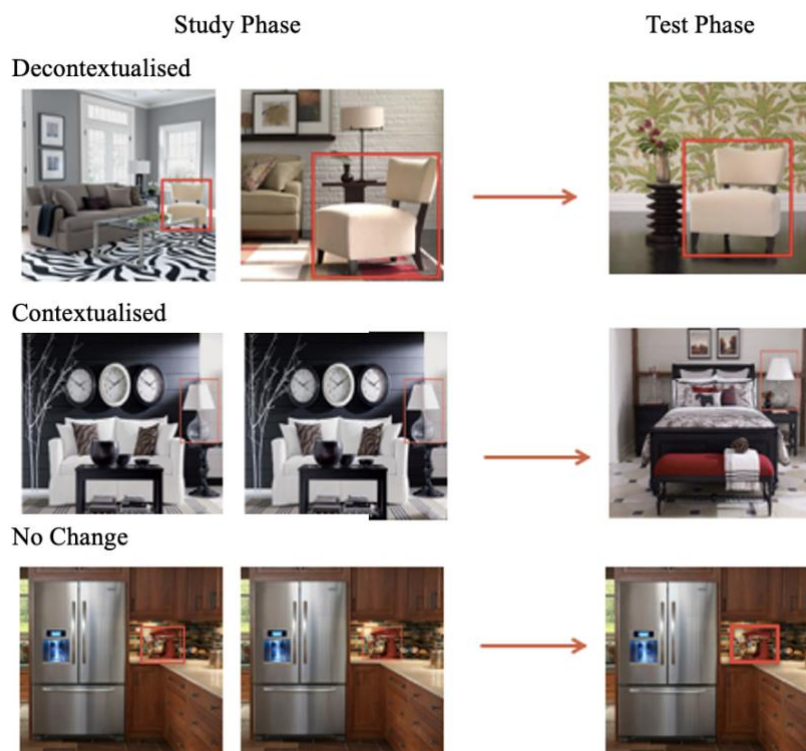 Study Phase
Test Phase
Decontextualised
Contextualised
No Change